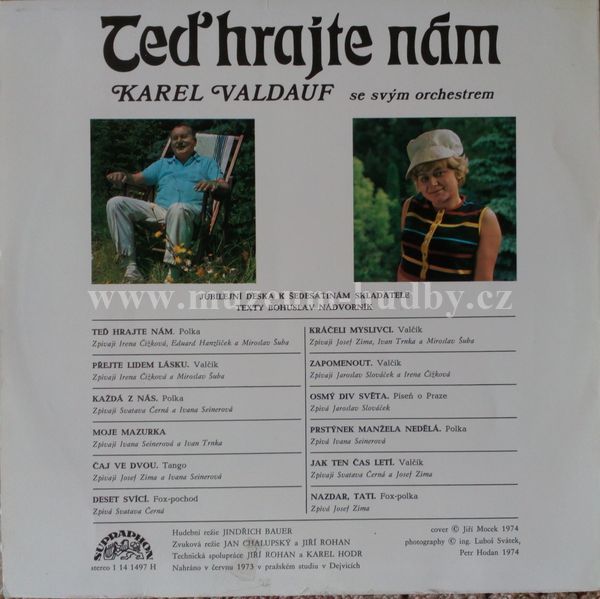 Teď hrajte nám
KAREL VALDAUF se svým orchestrem
www.muzeum-hudby.cz
JUBILEJNÍ DESKA K ŠEDESÁTINÁM SKLADATELE
TEXTY BOHUSLAV NÁDVORNÍK
TEĎ HRAJTE NÁM. Polka
Zpívají Irena Čížková, Eduard Hanzlíček a Miroslav Šuba
PŘEJTE LIDEM LÁSKU. Valčík
Zpívají Irena Čížková a Miroslav Šuba
KAŽDÁ Z NÁS. Polka
Zpívají Svatava Černá a Ivana Seinerová
MOJE MAZURKA
Zpívají Ivana Seinerová a Ivan Trnka
ČAJ VE DVOU. Tango
Zpívají Josef Zíma a Ivana Seinerová
DESET SVÍCÍ. Fox-pochod
Zpívá Svatava Černá
KRÁČELI MYSLIVCI. Valčík
Zpívají Josef Zíma, Ivan Trnka a Miroslav Šuba
ZAPOMENOUT. Valčík
Zpívají Jaroslav Slováček a Irena Čížková
OSMÝ DIV SVĚTA. Píseň o Praze
Zpívá Jaroslav Slováček
PRSTÝNEK MANŽELA NEDĚLÁ. Polka
Zpívá Ivana Seinerová
JAK TEN ČAS LETÍ. Valčík
Zpívají Svatava Černá a Josef Zíma
NAZDAR, TATI. Fox-polka
Zpívá Josef Zíma
SUPRAPHON
stereo 1 14 1497 H
Hudební režie JINDŘICH BAUER
Zvuková režie JAN CHALUPSKÝ a JIŘÍ ROHAN
Technická spolupráce JIŘÍ ROHAN a KAREL HODR
Nahráno v červnu 1973 v pražském studiu v Dejvicích
cover © Jiří Mocek 1974
photography © ing. Luboš Svátek,
Petr Hodan 1974